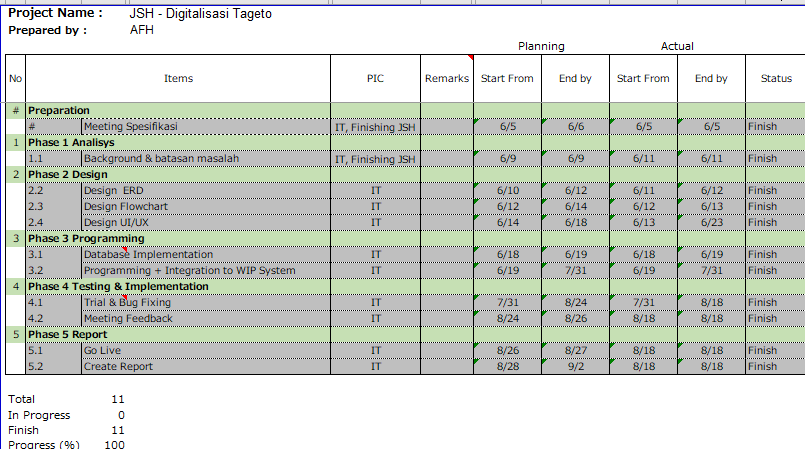 Project Name : JSH - Digitalisasi Tageto
Prepared by : AFH
Planning Actual
No Items PIC Remarks Start From End by Start From End by Status
# Preparation
# Meeting Spesifikasi IT, Finishing JSH 6/5 6/6 6/5 6/5 Finish
1 Phase 1 Analisys
1.1 Background & batasan masalah IT, Finishing JSH 6/9 6/9 6/11 6/11 Finish
2 Phase 2 Design
2.2 Design ERD IT 6/10 6/12 6/11 6/12 Finish
2.3 Design Flowchart IT 6/12 6/14 6/12 6/13 Finish
2.4 Design UI/UX IT 6/14 6/18 6/13 6/23 Finish
3 Phase 3 Programming
3.1 Database Implementation IT 6/18 6/19 6/18 6/19 Finish
3.2 Programming + Integration to WIP System IT 6/19 7/31 6/19 7/31 Finish
4 Phase 4 Testing & Implementation
4.1 Trial & Bug Fixing IT 7/31 8/24 7/31 8/18 Finish
4.2 Meeting Feedback IT 8/24 8/26 8/18 8/18 Finish
5 Phase 5 Report
5.1 Go Live IT 8/26 8/27 8/18 8/18 Finish
5.2 Create Report IT 8/28 9/2 8/18 8/18 Finish
Total 11
In Progress 0
Finish 11
Progress (%) 100